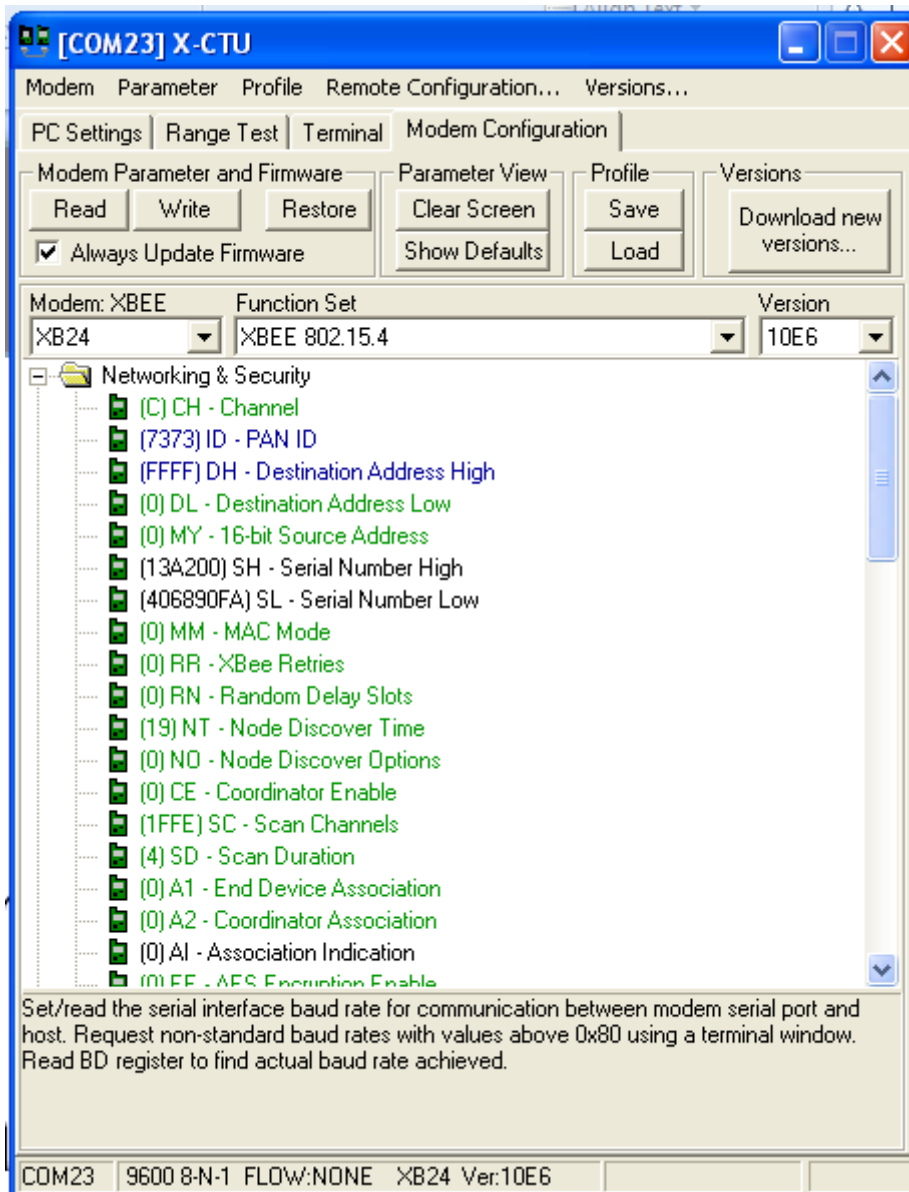 Align Text
[COM23] X-CTU
Modem Parameter Profile Remote Configuration... Versions...
PC Settings Range Test Terminal Modem Configuration
Modem Parameter and Firmware Parameter View Profile Versions
Read Write Restore Clear Screen Save Download new versions...
Always Update Firmware Show Defaults Load
Modem: XBEE Function Set Version
XB24 XBEE 802.15.4 10E6
Networking & Security
(C) CH - Channel
(7373) ID - PAN ID
(FFFF) DH - Destination Address High
(0) DL - Destination Address Low
(0) MY - 16-bit Source Address
(13A200) SH - Serial Number High
(406890FA) SL - Serial Number Low
(0) MM - MAC Mode
(0) RR - XBee Retries
(0) RN - Random Delay Slots
(19) NT - Node Discover Time
(0) NO - Node Discover Options
(0) CE - Coordinator Enable
(1FFE) SC - Scan Channels
(4) SD - Scan Duration
(0) A1 - End Device Association
(0) A2 - Coordinator Association
(0) AI - Association Indication
(0) EE - AES Encryption Enable
Set/read the serial interface baud rate for communication between modem serial port and
host. Request non-standard baud rates with values above 0x80 using a terminal window.
Read BD register to find actual baud rate achieved.
COM23 9600 8-N-1 FLOW:NONE XB24 Ver:10E6